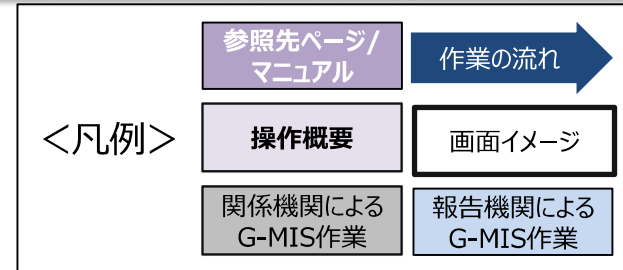 参照先ページ/
マニュアル
作業の流れ
＜凡例＞
操作概要
画面イメージ
関係機関による
G-MIS作業
報告機関による
G-MIS作業